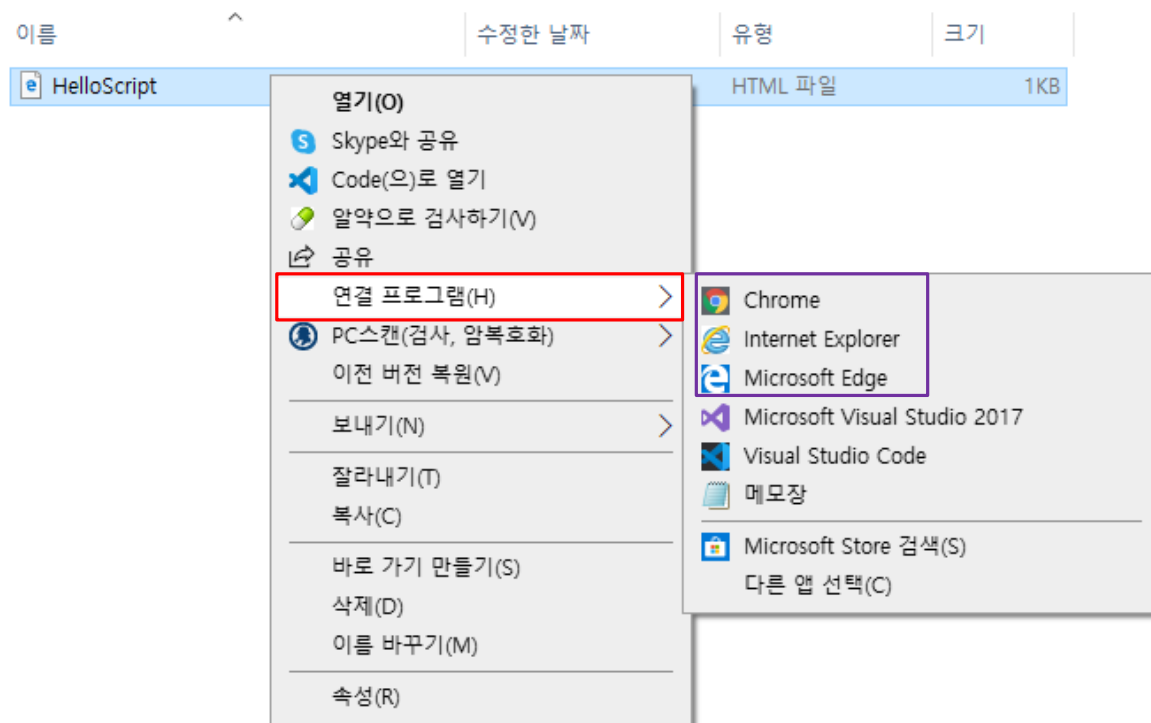 이름 수정한 날짜 유형 크기
HelloScript HTML 파일 1KB
열기(O)
Skype와 공유
Code(으)로 열기
알약으로 검사하기(V)
공유
연결 프로그램(H)
PC스캔(검사, 암복호화)
이전 버전 복원(V)
보내기(N)
잘라내기(T)
복사(C)
바로 가기 만들기(S)
삭제(D)
이름 바꾸기(M)
속성(R)
Chrome
Internet Explorer
Microsoft Edge
Microsoft Visual Studio 2017
Visual Studio Code
메모장
Microsoft Store 검색(S)
다른 앱 선택(C)